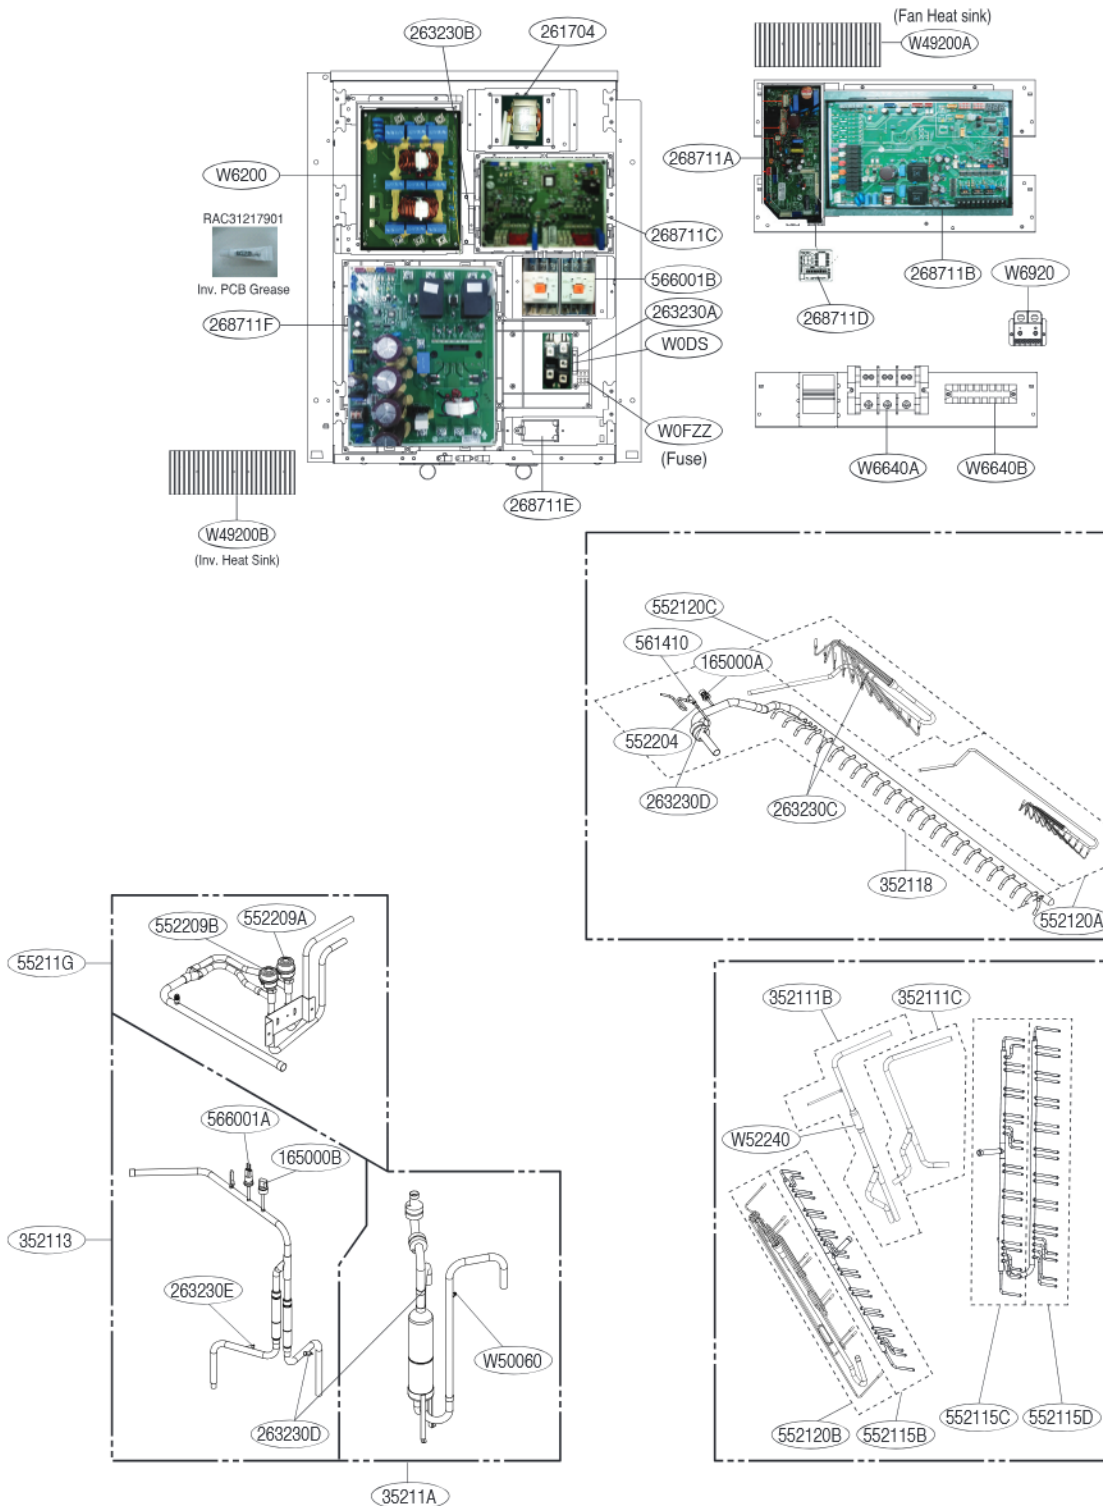 (Fan Heat sink)
263230B
261704
W49200A
268711A
W6200
RAC31217901
268711C
268711B
W6920
Inv. PCB Grease
566001B
268711F
263230A
268711D
W0DS
W0FZZ
(Fuse)
W6640A
W6640B
268711E
W49200B
(Inv. Heat Sink)
552120C
561410
165000A
552204
263230D
263230C
352118
552120A
552209B
552209A
55211G
352111B
352111C
566001A
165000B
W52240
352113
263230E
W50060
263230D
552115C
552115D
552120B
552115B
35211A